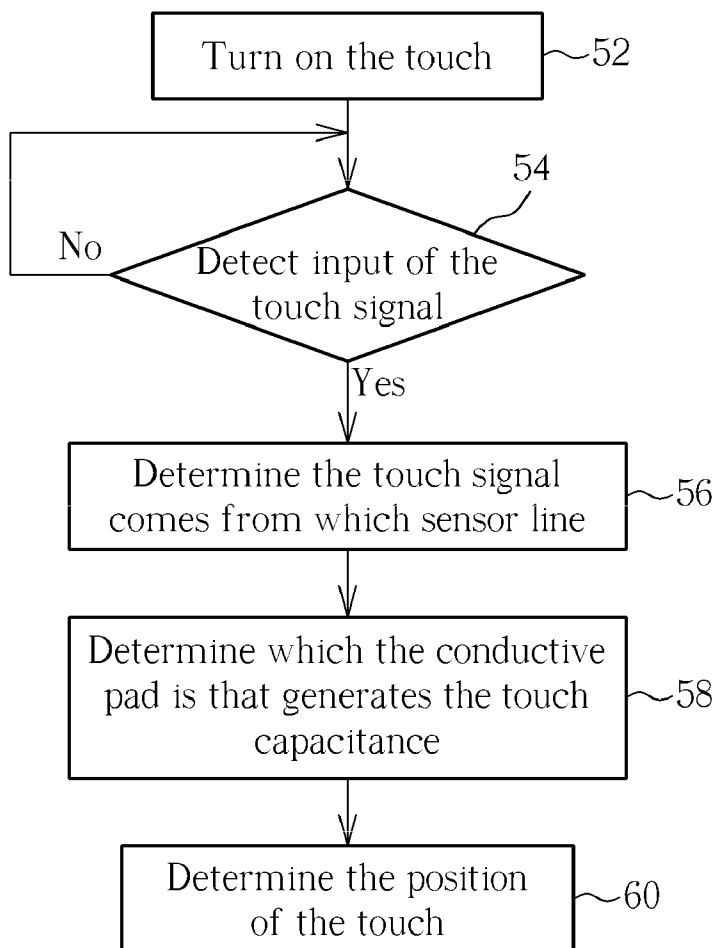 Turn on the touch
52
54
No
Detect input of the
touch signal
Yes
Determine the touch signal
comes from which sensor line
56
Determine which the conductive
pad is that generates the touch
capacitance
58
Determine the position
of the touch
60